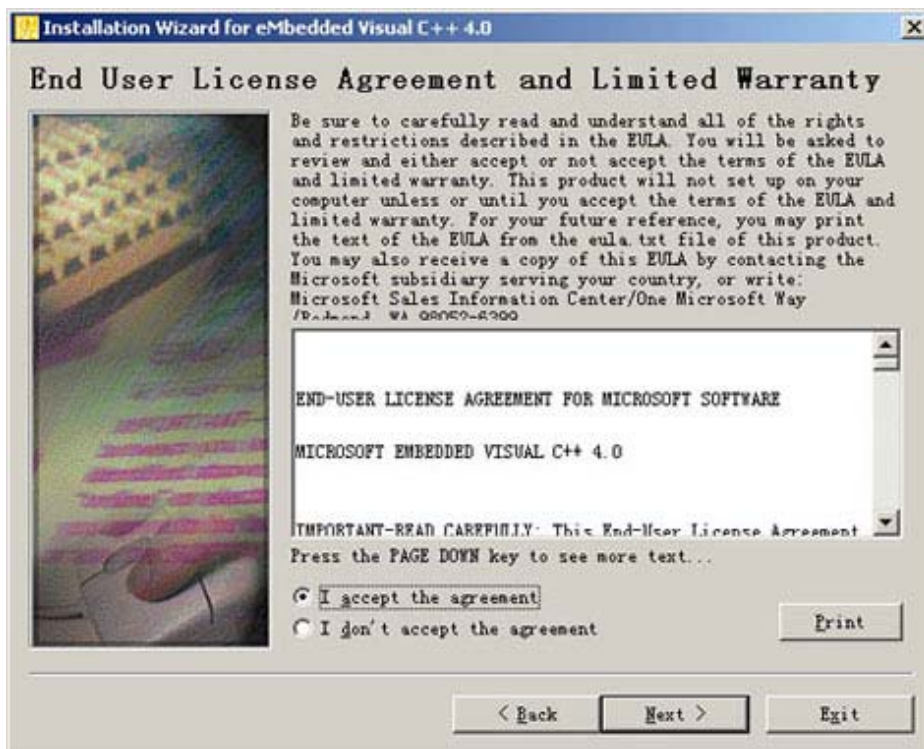 Installation Wizard for eMbedded Visual C++ 4.0
End User License Agreement and Limited Warranty
Be sure to carefully read and understand all of the rights
and restrictions described in the EULA. You will be asked to
review and either accept or not accept the terms of the EULA
and limited warranty. This product will not set up on your
computer unless or until you accept the terms of the EULA and
limited warranty. For your future reference, you may print
the text of the EULA from the eula.txt file of this product.
You may also receive a copy of this EULA by contacting the
Microsoft subsidiary serving your country, or write:
Microsoft Sales Information Center/One Microsoft Way
/Redmond, WA 98052-6399
END-USER LICENSE AGREEMENT FOR MICROSOFT SOFTWARE
MICROSOFT EMBEDDED VISUAL C++ 4.0
IMPORTANT-READ CAREFULLY: This End-User License Agreement
Press the PAGE DOWN key to see more text...
I accept the agreement
I don't accept the agreement
Print
< Back
Next >
Exit